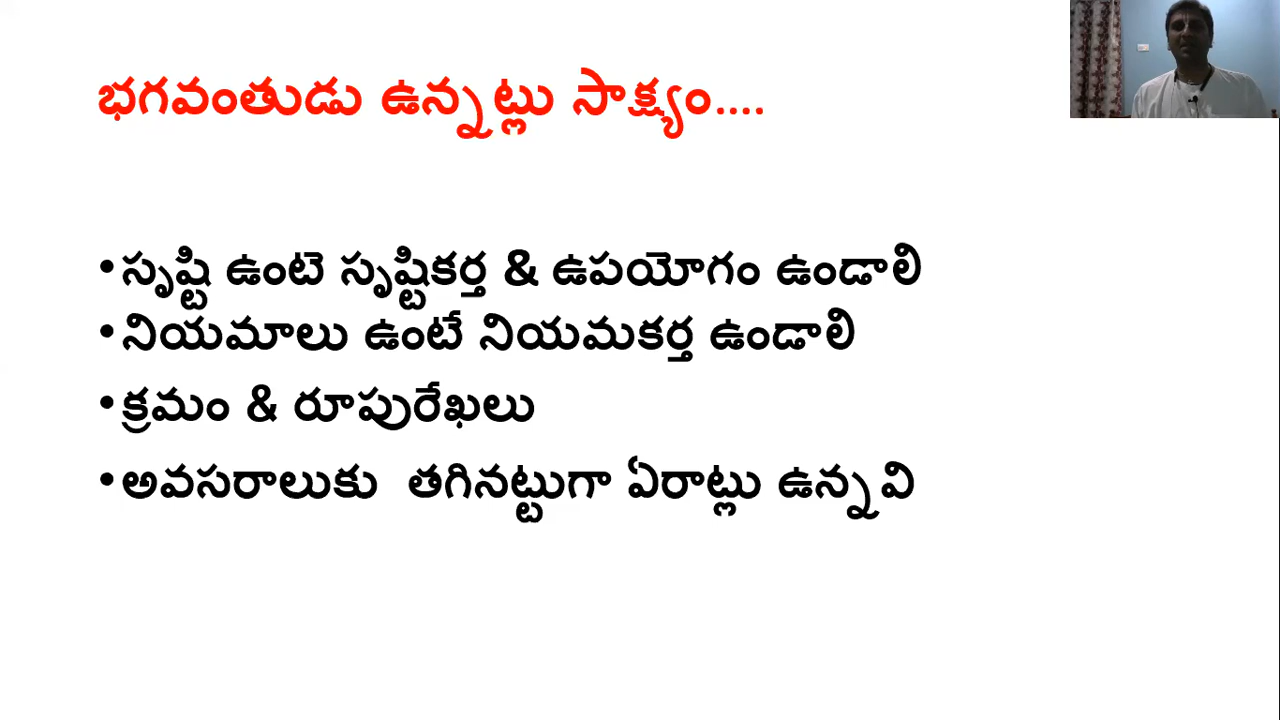 భగవంతుడు ఉన్నట్లు సాక్ష్యం....
•సృష్టి ఉంటె సృష్టికర్త & ఉపయోగం ఉండాలి
•నియమాలు ఉంటే నియమకర్త ఉండాలి
•క్రమం & రూపురేఖలు
•అవసరాలుకు తగినట్టుగా ఏరాట్లు ఉన్నవి